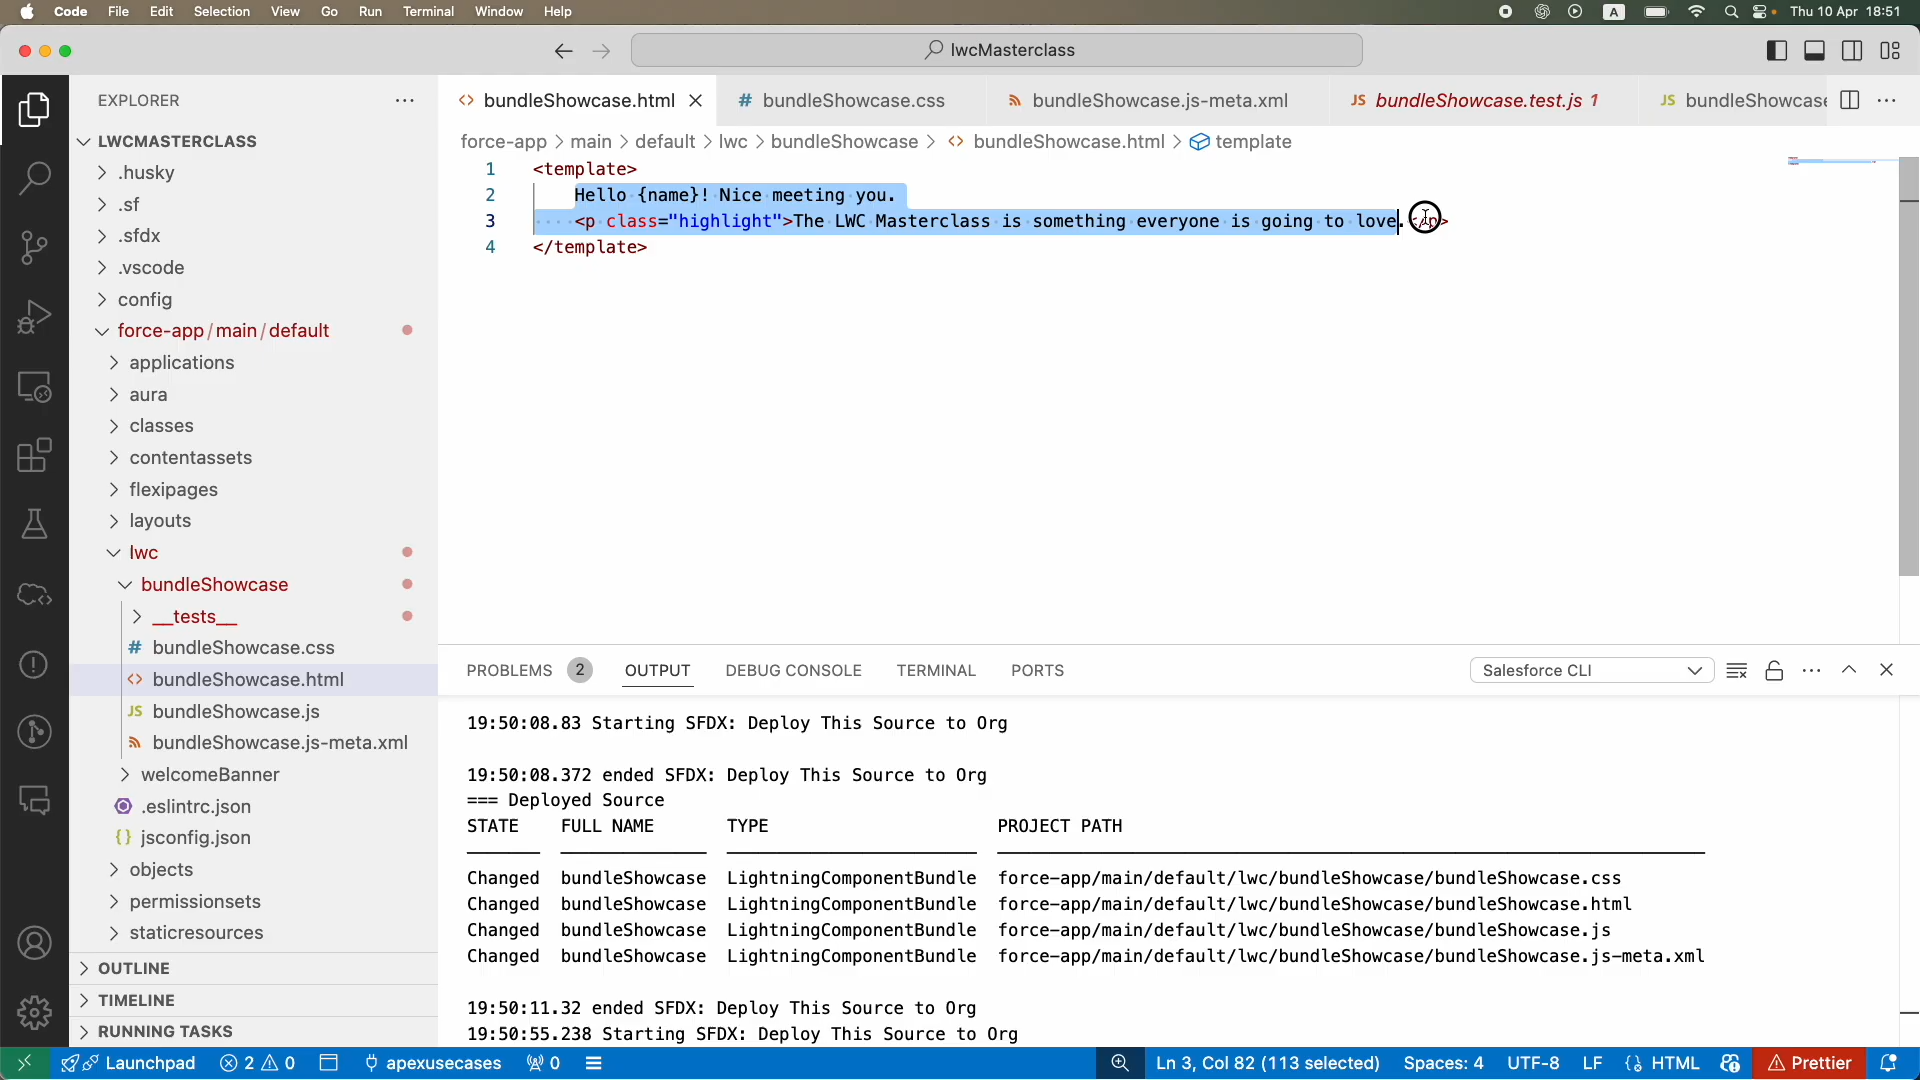 Code File Edit Selection View Go Run Terminal Window Help A Thu 10 Apr 18:51
lwcMasterclass
EXPLORER
bundleShowcase.html # bundleShowcase.css bundleShowcase.js-meta.xml JS bundleShowcase.test.js 1 JS bundleShowcase
LWCMASTERCLASS
force-app > main > default > lwc > bundleShowcase > <> bundleShowcase.html > template
1 <template>
2 Hello {name}! Nice meeting you.
3 <p class="highlight">The LWC Masterclass is something everyone is going to love.</p>
4 </template>
.husky
.sf
.sfdx
.vscode
config
force-app/main/default
applications
aura
classes
contentassets
flexipages
layouts
lwc
bundleShowcase
__tests__
# bundleShowcase.css
<> bundleShowcase.html
JS bundleShowcase.js
bundleShowcase.js-meta.xml
welcomeBanner
.eslintrc.json
{} jsconfig.json
objects
permissionsets
staticresources
OUTLINE
TIMELINE
RUNNING TASKS
PROBLEMS 2 OUTPUT DEBUG CONSOLE TERMINAL PORTS Salesforce CLI
19:50:08.83 Starting SFDX: Deploy This Source to Org
19:50:08.372 ended SFDX: Deploy This Source to Org
=== Deployed Source
STATE FULL NAME TYPE PROJECT PATH
Changed bundleShowcase LightningComponentBundle force-app/main/default/lwc/bundleShowcase/bundleShowcase.css
Changed bundleShowcase LightningComponentBundle force-app/main/default/lwc/bundleShowcase/bundleShowcase.html
Changed bundleShowcase LightningComponentBundle force-app/main/default/lwc/bundleShowcase/bundleShowcase.js
Changed bundleShowcase LightningComponentBundle force-app/main/default/lwc/bundleShowcase/bundleShowcase.js-meta.xml
19:50:11.32 ended SFDX: Deploy This Source to Org
19:50:55.238 Starting SFDX: Deploy This Source to Org
Launchpad 2 0 apexusecases 0 Ln 3, Col 82 (113 selected) Spaces: 4 UTF-8 LF {} HTML Prettier